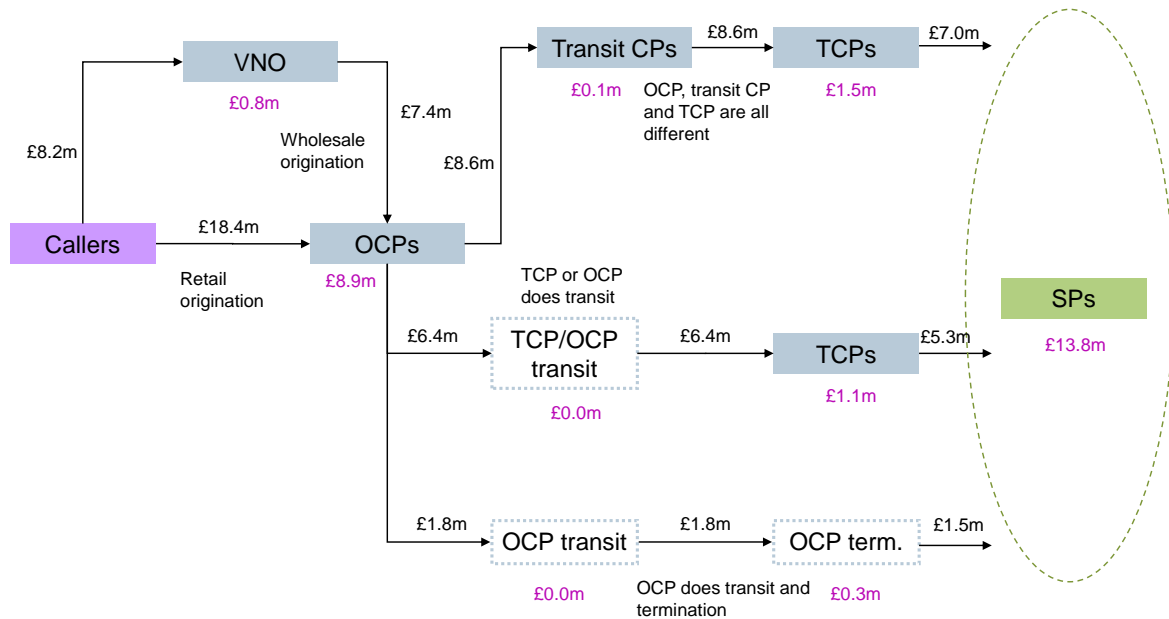 £8.6m
£7.0m
VNO
Transit CPs
TCPs
£0.8m
£0.1m
OCP, transit CP
and TCP are all
different
£1.5m
£7.4m
Wholesale
origination
£8.2m
£8.6m
£18.4m
Callers
OCPs
Retail
origination
£8.9m
TCP or OCP
does transit
SPs
£13.8m
£6.4m
TCP/OCP
transit
£6.4m
TCPs
£5.3m
£0.0m
£1.1m
£1.8m
£1.8m
£1.5m
OCP transit
OCP term.
£0.0m
OCP does transit and
termination
£0.3m